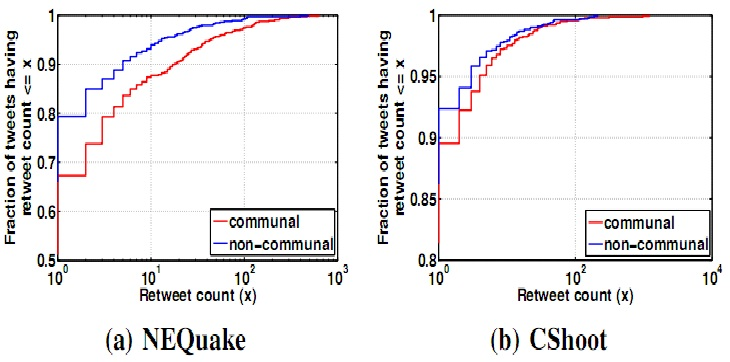 Fraction of tweets having
retweet count <= x
1
0.9
0.8
0.7
0.6
0.5
communal
non-communal
10^0
10^1
10^2
10^3
Retweet count (x)
(a) NEQuake
Fraction of tweets having
retweet count <= x
1
0.95
0.9
0.85
0.8
communal
non-communal
10^0
10^2
10^4
Retweet count (x)
(b) CShoot